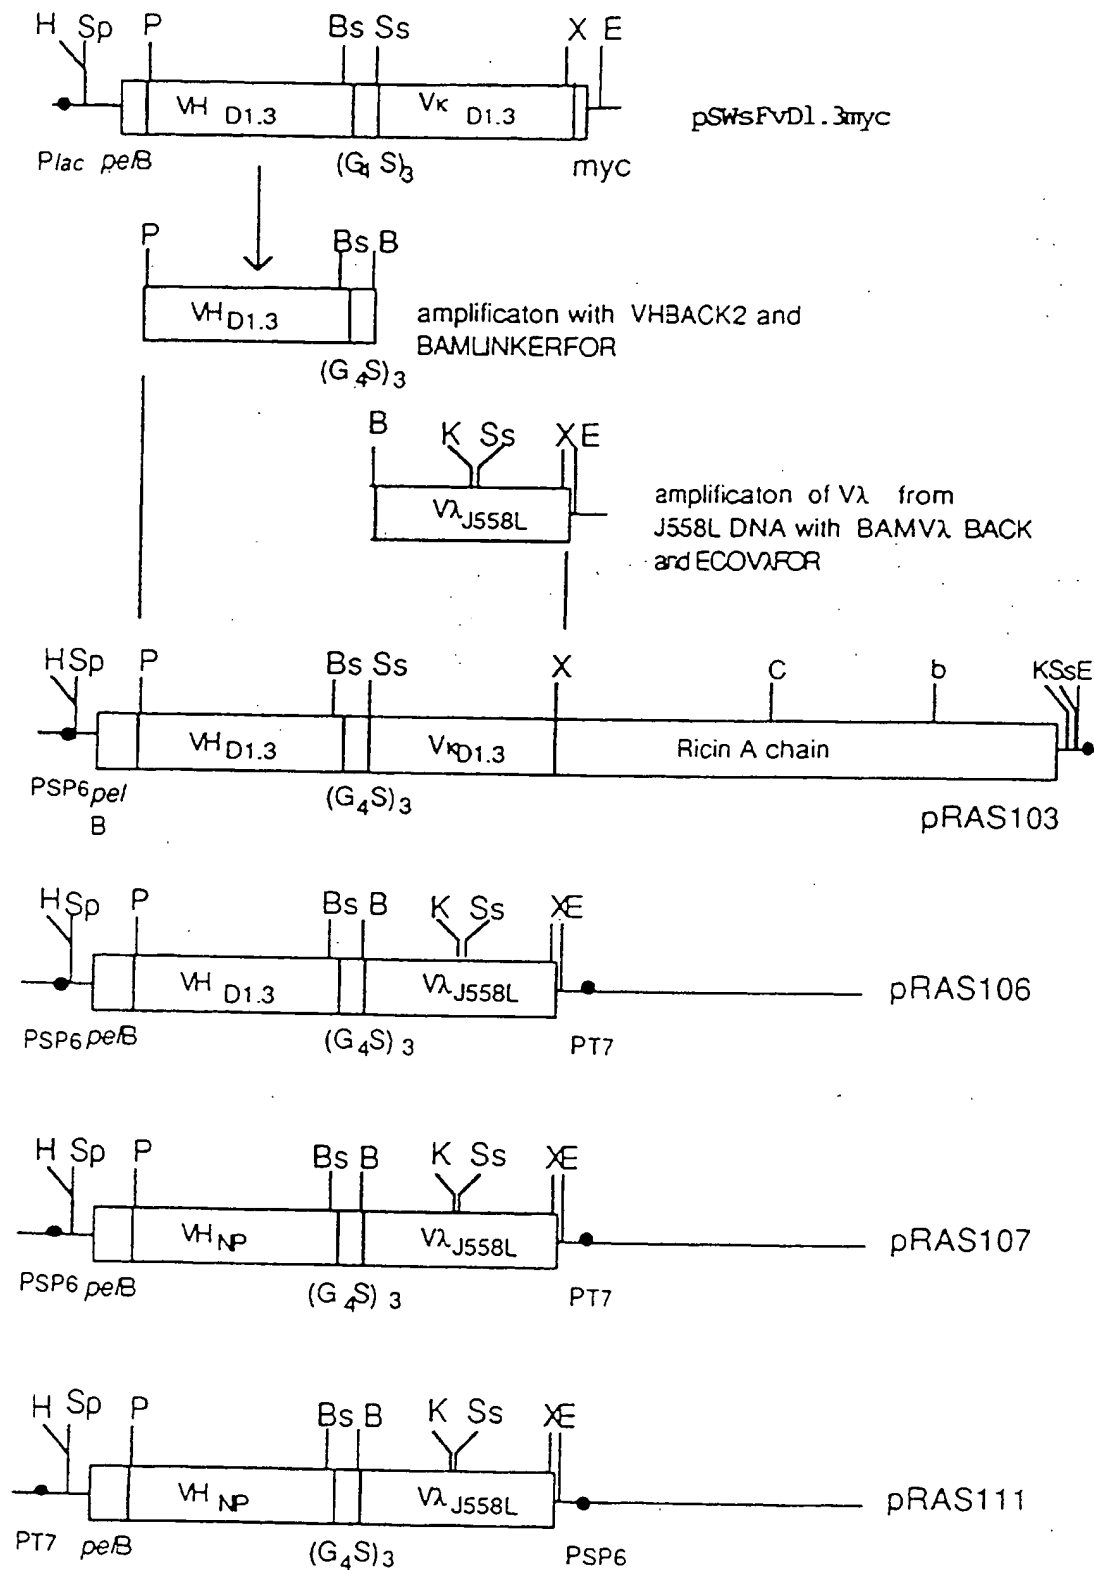 H Sp P Bs Ss X E
VH D1.3 Vκ D1.3 pSWsFvD1.3myc
Plac pelB (G4S)3 myc
P Bs B
VH D1.3
amplificaton with VHBACK2 and
BAMLINKERFOR
(G4S)3
B K Ss X E
Vλ J558L
amplificaton of Vλ from
J558L DNA with BAMVλ BACK
and ECOVλFOR
H Sp P Bs Ss X C b K Ss E
VH D1.3 Vκ D1.3 Ricin A chain
PSP6 pel (G4S)3
B
pRAS103
H Sp P Bs B K Ss X E
VH D1.3 Vλ J558L pRAS106
PSP6 pelB (G4S)3 PT7
H Sp P Bs B K Ss X E
VH NP Vλ J558L pRAS107
PSP6 pelB (G4S)3 PT7
H Sp P Bs B K Ss X E
VH NP Vλ J558L pRAS111
PT7 pelB (G4S)3 PSP6